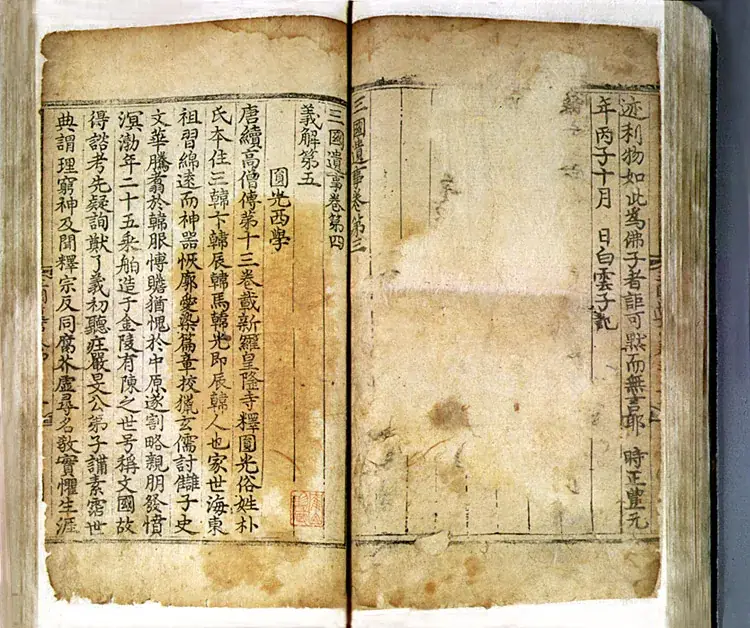 迹利物如此為佛子者詎可默而無言耶　時正豊元
年丙子十月　日白雲子記
三國遺事卷第三
三國遺事卷第四
義解第五
圓光西學
唐續高僧傳第十三卷載新羅皇隆寺釋圓光俗姓朴
氏本住三韓卞韓辰韓馬韓光即辰韓人也家世海東
祖習綿遠而神器恢廓愛染篇章挍獵玄儒討讎子史
文華騰翥於韓服愽贍猶愧於中原遂割略親朋發憤
溟渤年二十五乗舶造于金陵有陳之世号稱文國故
得諮考先疑詢猷了義初聽莊嚴旻公弟子講素霑世
典謂理窮神及聞釋宗反同腐芥虛尋名教實懼生涯